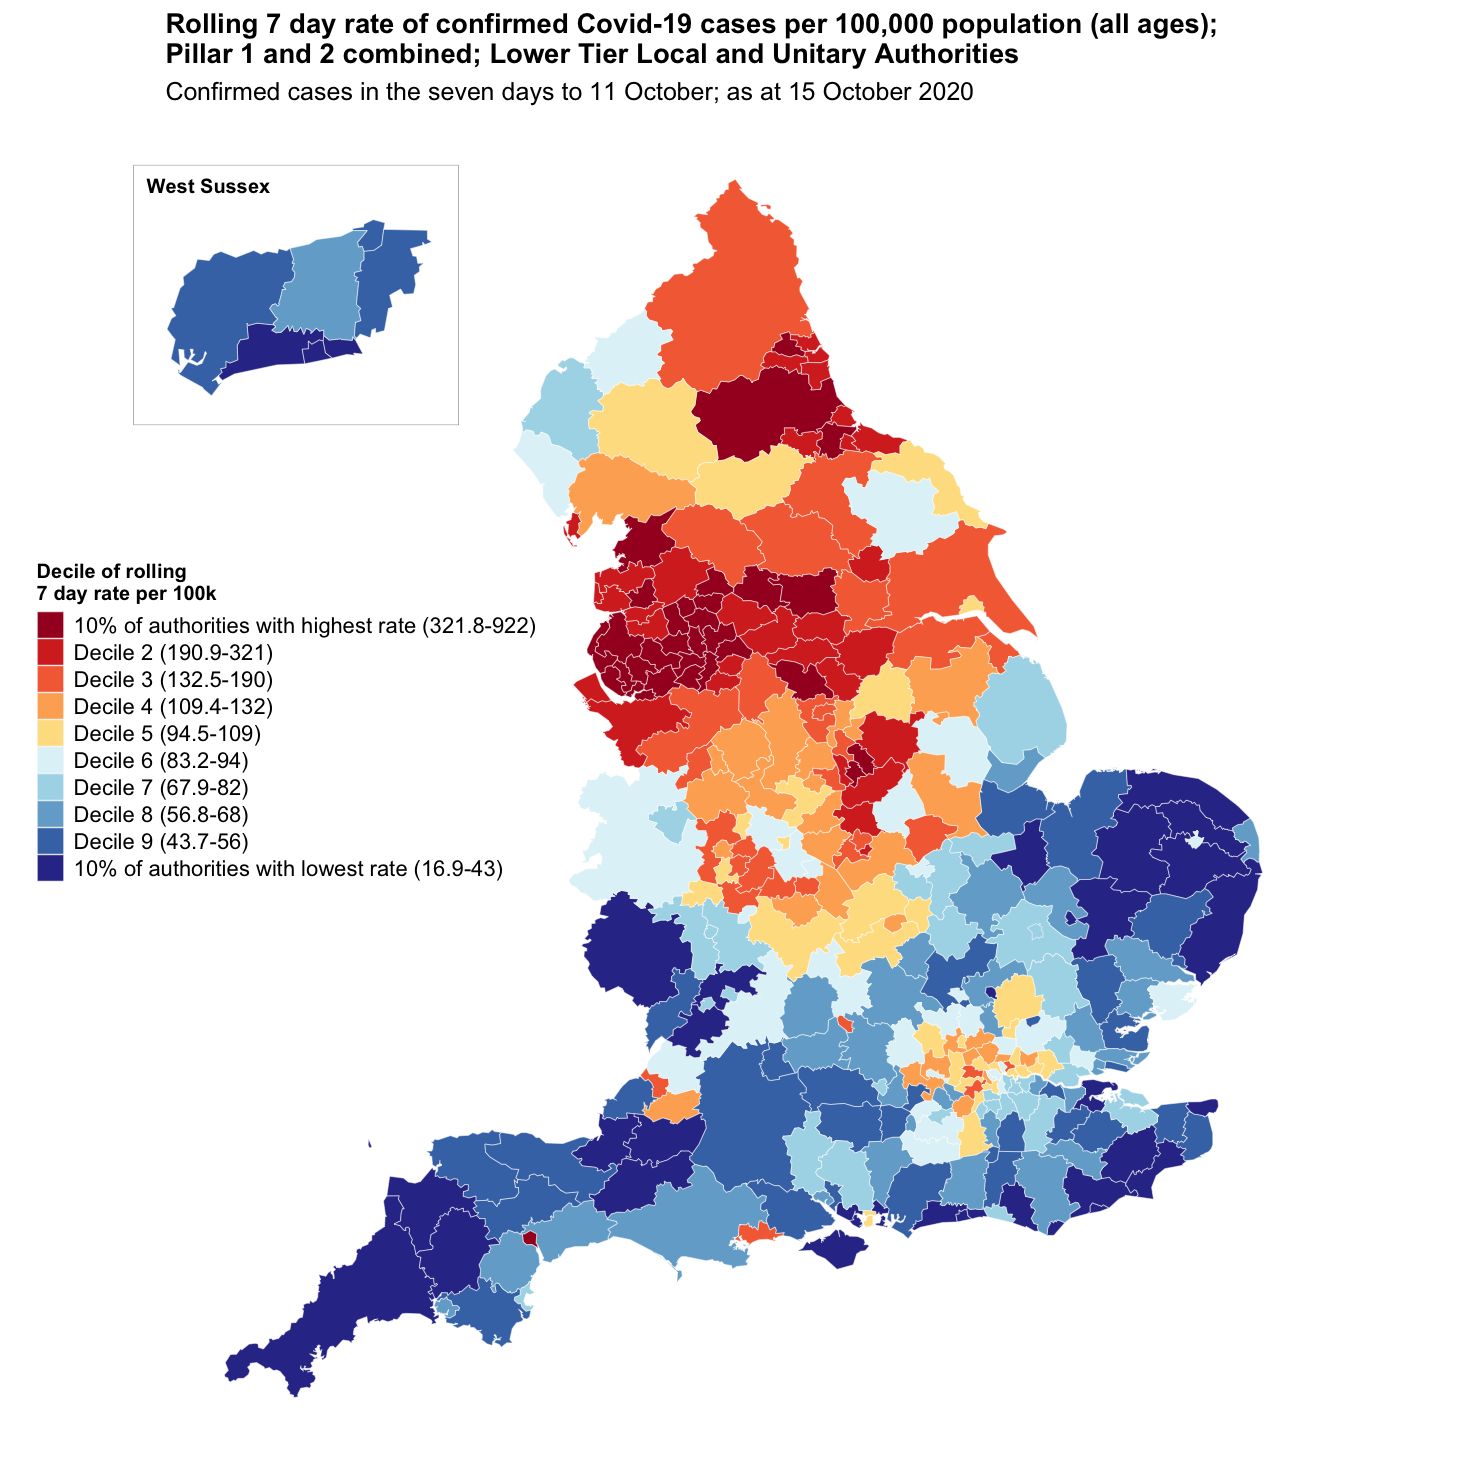 Rolling 7 day rate of confirmed Covid-19 cases per 100,000 population (all ages);
Pillar 1 and 2 combined; Lower Tier Local and Unitary Authorities
Confirmed cases in the seven days to 11 October; as at 15 October 2020
West Sussex
Decile of rolling
7 day rate per 100k
10% of authorities with highest rate (321.8-922)
Decile 2 (190.9-321)
Decile 3 (132.5-190)
Decile 4 (109.4-132)
Decile 5 (94.5-109)
Decile 6 (83.2-94)
Decile 7 (67.9-82)
Decile 8 (56.8-68)
Decile 9 (43.7-56)
10% of authorities with lowest rate (16.9-43)